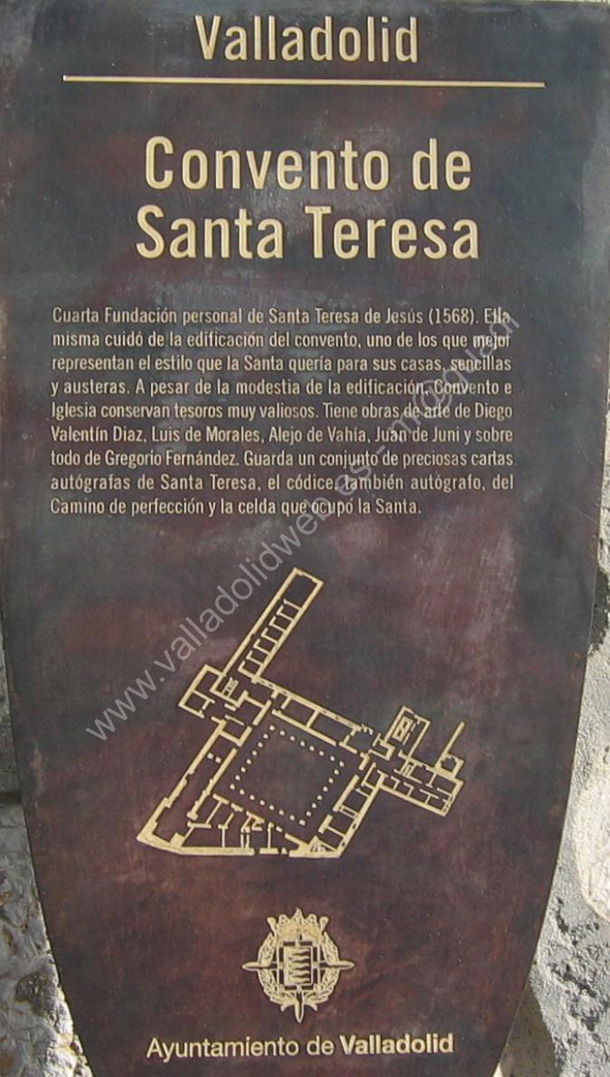 Valladolid
Convento de
Santa Teresa
Cuarta Fundación personal de Santa Teresa de Jesús (1568). Ella
misma cuidó de la edificación del convento, uno de los que mejor
representan el estilo que la Santa quería para sus casas, sencillas
y austeras. A pesar de la modestia de la edificación, Convento e
Iglesia conservan tesoros muy valiosos. Tiene obras de arte de Diego
Valentín Diaz, Luis de Morales, Alejo de Vahía, Juan de Juni y sobre
todo de Gregorio Fernández. Guarda un conjunto de preciosas cartas
autógrafas de Santa Teresa, el códice, también autógrafo, del
Camino de perfección y la celda que ocupó la Santa.
www.valladolidweb.es
Ayuntamiento de Valladolid